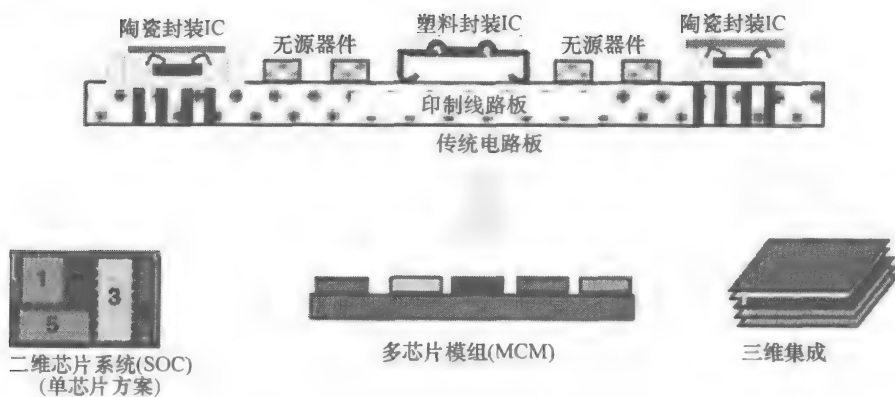 陶瓷封装IC
无源器件
塑料封装IC
无源器件
陶瓷封装IC
印制线路板
传统电路板
1
3
5
二维芯片系统(SOC)
(单芯片方案)
多芯片模组(MCM)
三维集成